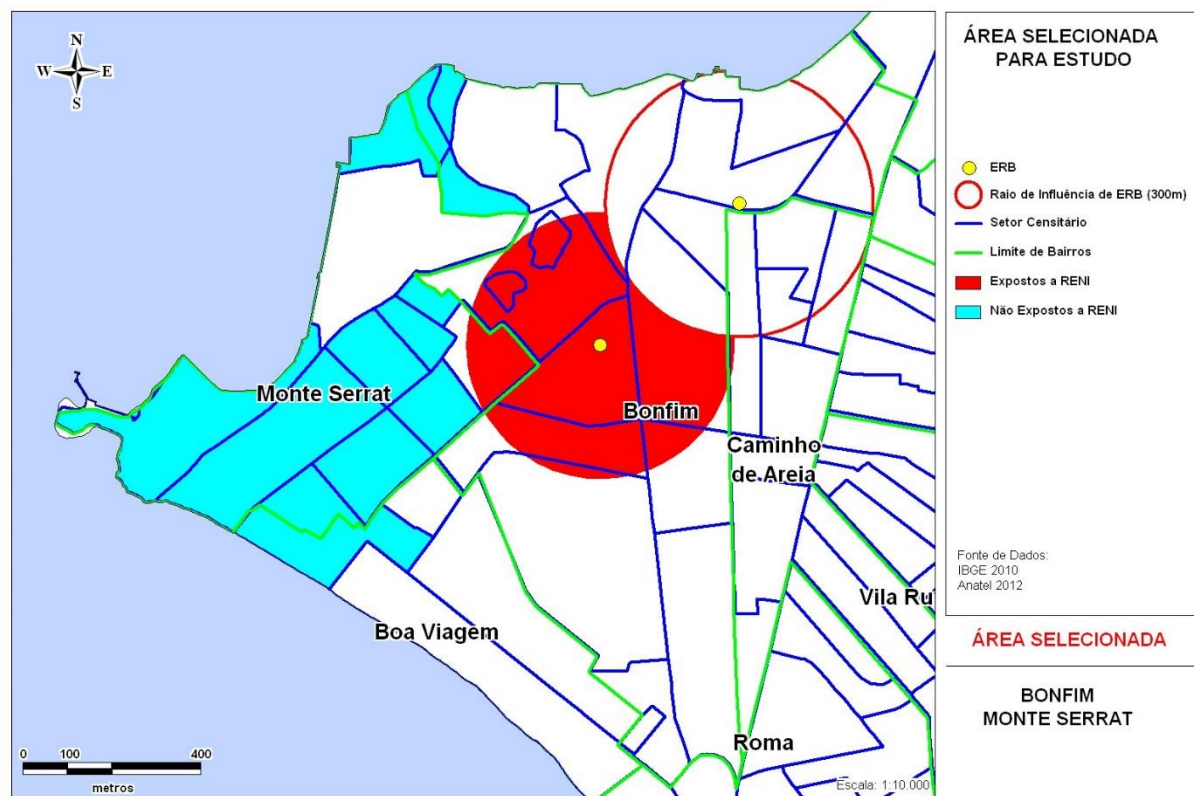 N
W E
S
Monte Serrat
Bonfim
Caminho
de Areia
Vila Ru
Boa Viagem
Roma
0 100 400
metros
Escala: 1:10.000
ÁREA SELECIONADA
PARA ESTUDO
ERB
Raio de Influência de ERB (300m)
Setor Censitário
Limite de Bairros
Expostos a RENI
Não Expostos a RENI
Fonte de Dados:
IBGE 2010
Anatel 2012
ÁREA SELECIONADA
BONFIM
MONTE SERRAT